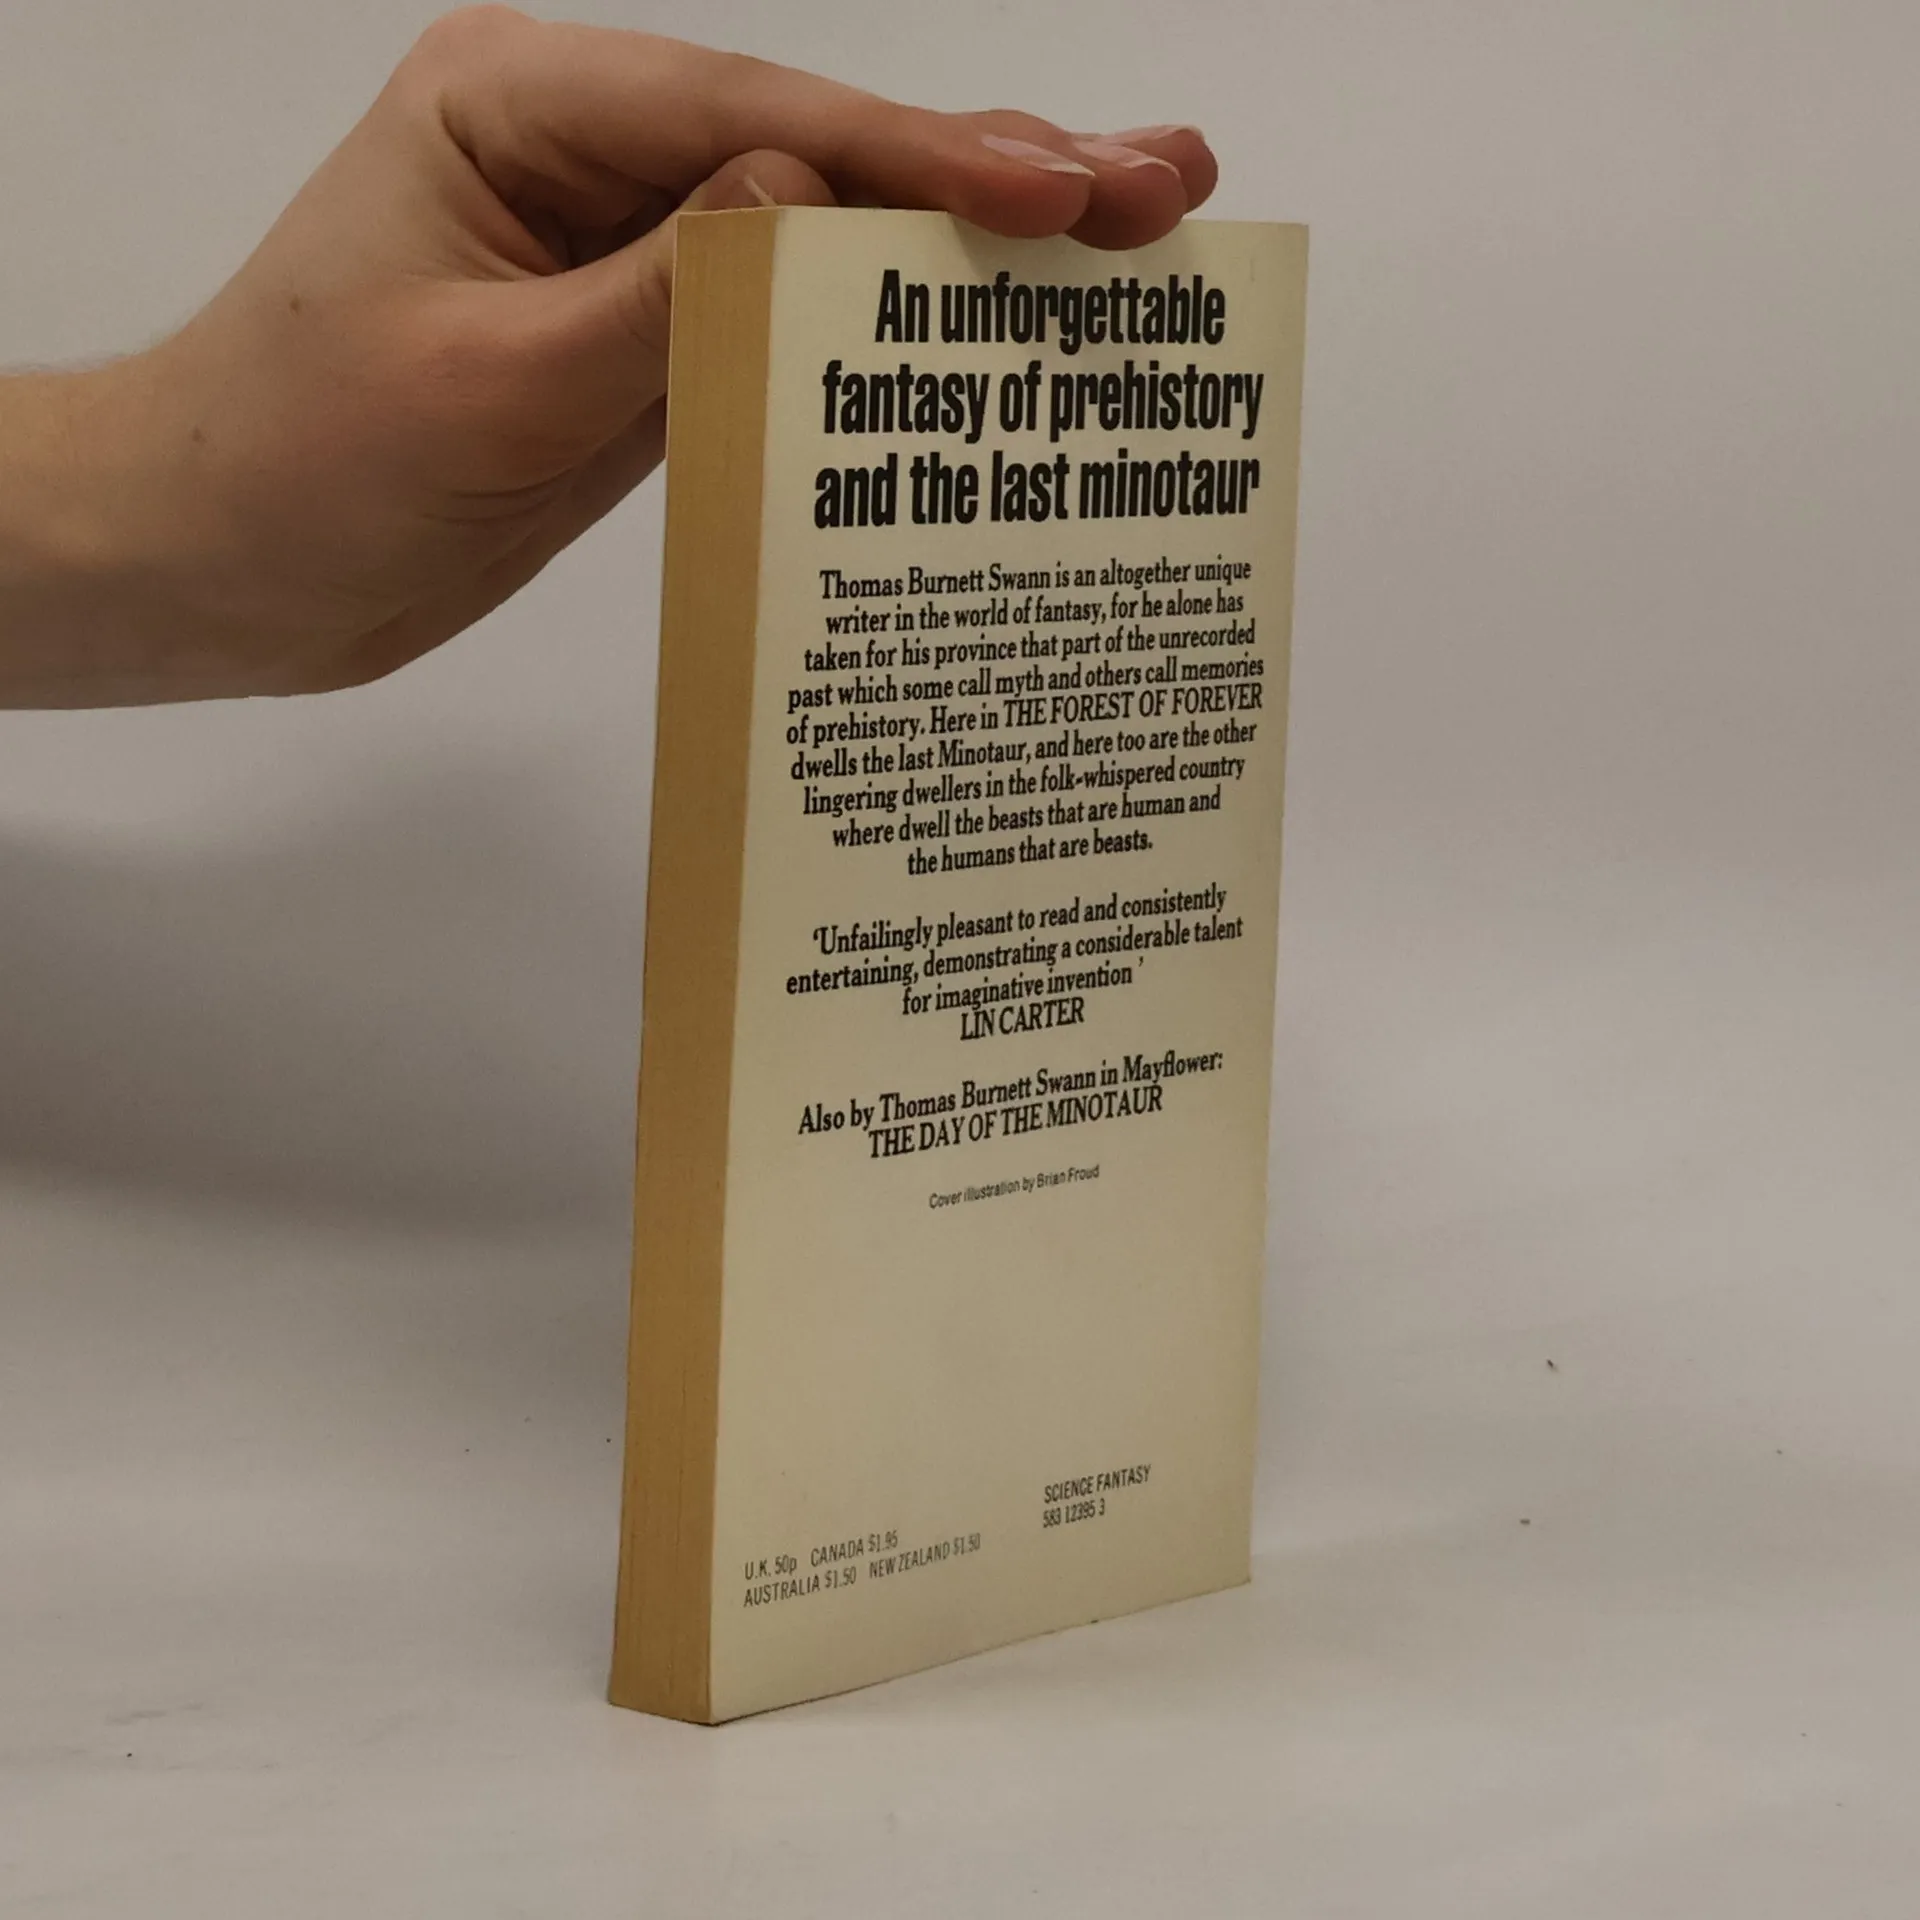 An unforgettable
fantasy of prehistory
and the last minotaur
Thomas Burnett Swann is an altogether unique
writer in the world of fantasy, for he alone has
taken for his province that part of the unrecorded
past which some call myth and others call memories
of prehistory. Here in THE FOREST OF FOREVER
dwells the last Minotaur, and here too are the other
lingering dwellers in the folk-whispered country
where dwell the beasts that are human and
the humans that are beasts.
‘Unfailingly pleasant to read and consistently
entertaining, demonstrating a considerable talent
for imaginative invention ’
LIN CARTER
Also by Thomas Burnett Swann in Mayflower:
THE DAY OF THE MINOTAUR
Cover illustration by Brian Froud
SCIENCE FANTASY
583 12395 3
U.K. 50p CANADA $1.95
AUSTRALIA $1.50 NEW ZEALAND $1.50